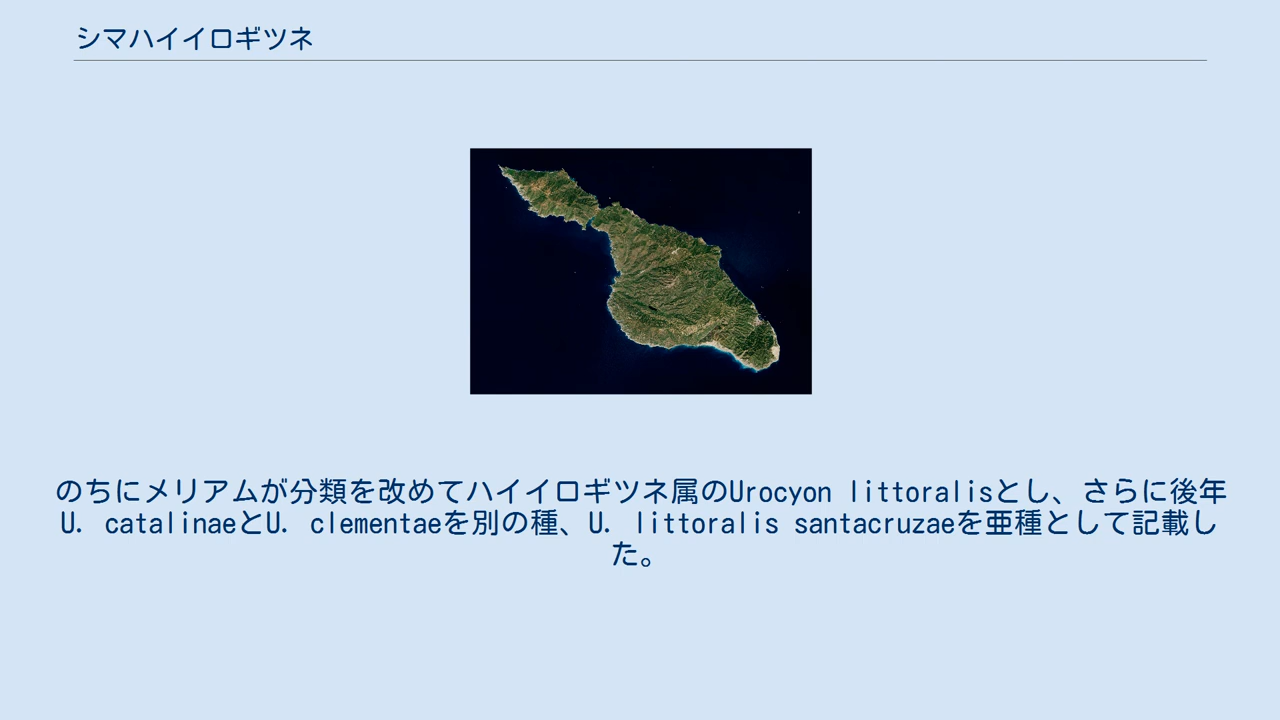 シマハイイロギツネ
のちにメリアムが分類を改めてハイイロギツネ属のUrocyon littoralisとし、さらに後年
U. catalinaeとU. clementaeを別の種、U. littoralis santacruzaeを亜種として記載し
た。